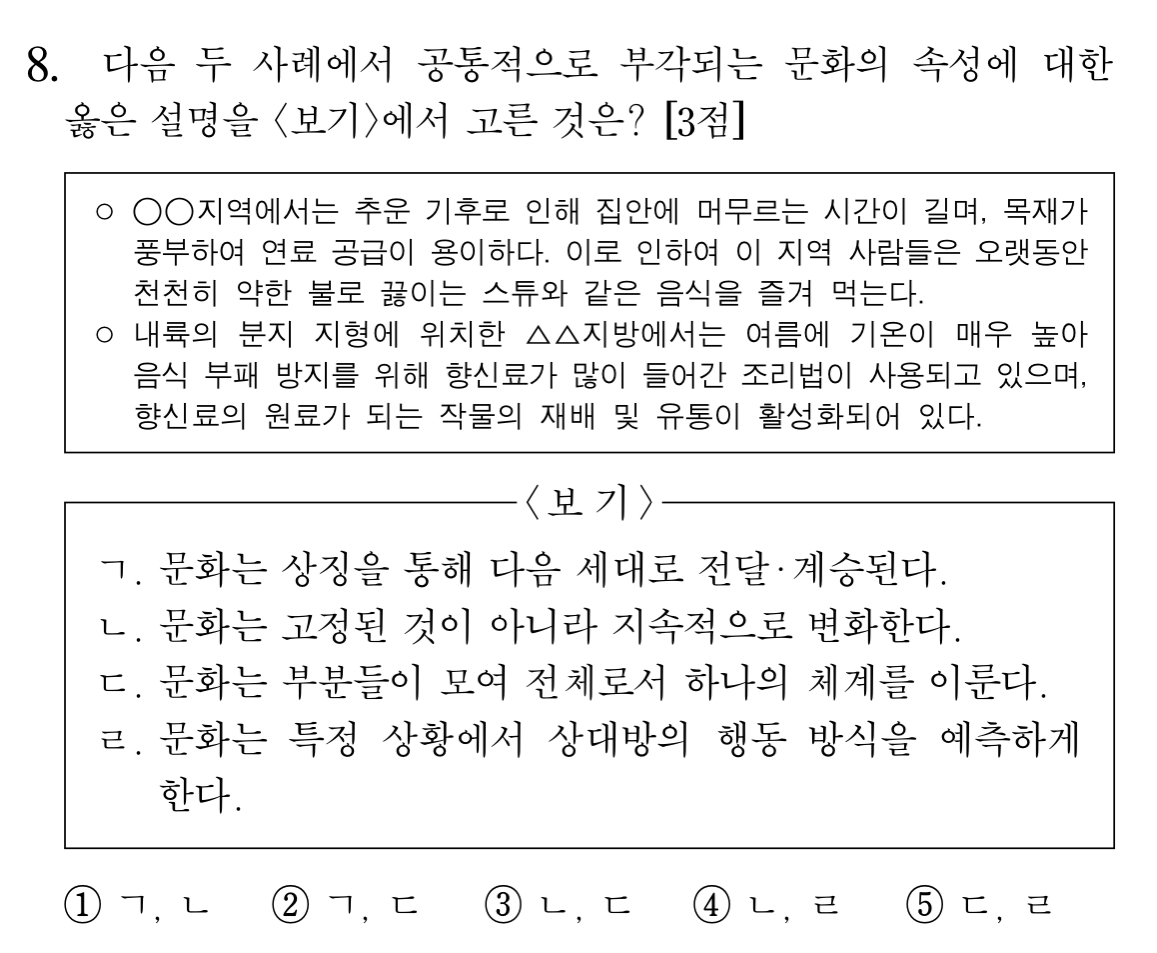 8. 다음 두 사례에서 공통적으로 부각되는 문화의 속성에 대한
옳은 설명을 〈보기〉에서 고른 것은? [3점]
○ ○○지역에서는 추운 기후로 인해 집안에 머무르는 시간이 길며, 목재가
풍부하여 연료 공급이 용이하다. 이로 인하여 이 지역 사람들은 오랫동안
천천히 약한 불로 끓이는 스튜와 같은 음식을 즐겨 먹는다.
○ 내륙의 분지 지형에 위치한 △△지방에서는 여름에 기온이 매우 높아
음식 부패 방지를 위해 향신료가 많이 들어간 조리법이 사용되고 있으며,
향신료의 원료가 되는 작물의 재배 및 유통이 활성화되어 있다.
〈보 기〉
ㄱ. 문화는 상징을 통해 다음 세대로 전달·계승된다.
ㄴ. 문화는 고정된 것이 아니라 지속적으로 변화한다.
ㄷ. 문화는 부분들이 모여 전체로서 하나의 체계를 이룬다.
ㄹ. 문화는 특정 상황에서 상대방의 행동 방식을 예측하게
한다.
① ㄱ, ㄴ ② ㄱ, ㄷ ③ ㄴ, ㄷ ④ ㄴ, ㄹ ⑤ ㄷ, ㄹ